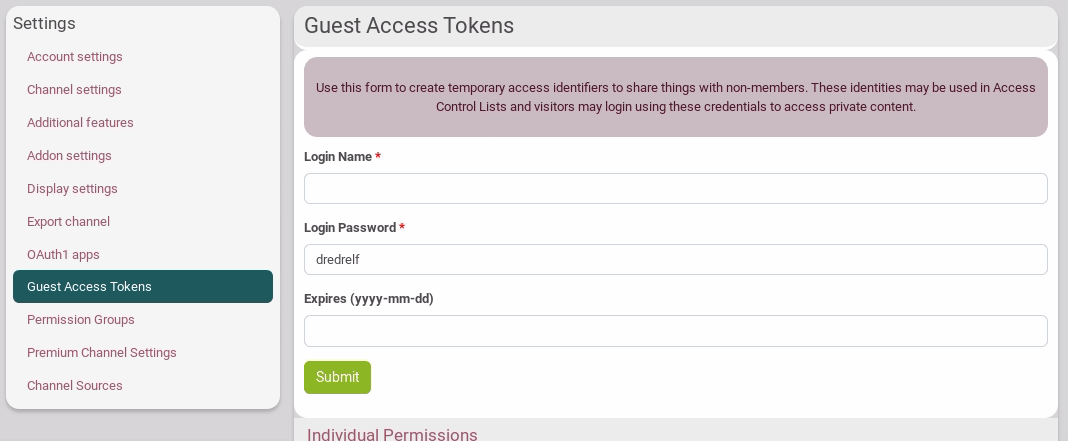 Settings
Account settings
Channel settings
Additional features
Addon settings
Display settings
Export channel
OAuth1 apps
Guest Access Tokens
Permission Groups
Premium Channel Settings
Channel Sources
Guest Access Tokens
Use this form to create temporary access identifiers to share things with non-members. These identities may be used in Access
Control Lists and visitors may login using these credentials to access private content.
Login Name *
Login Password *
dredrelf
Expires (yyyy-mm-dd)
Submit
Individual Permissions